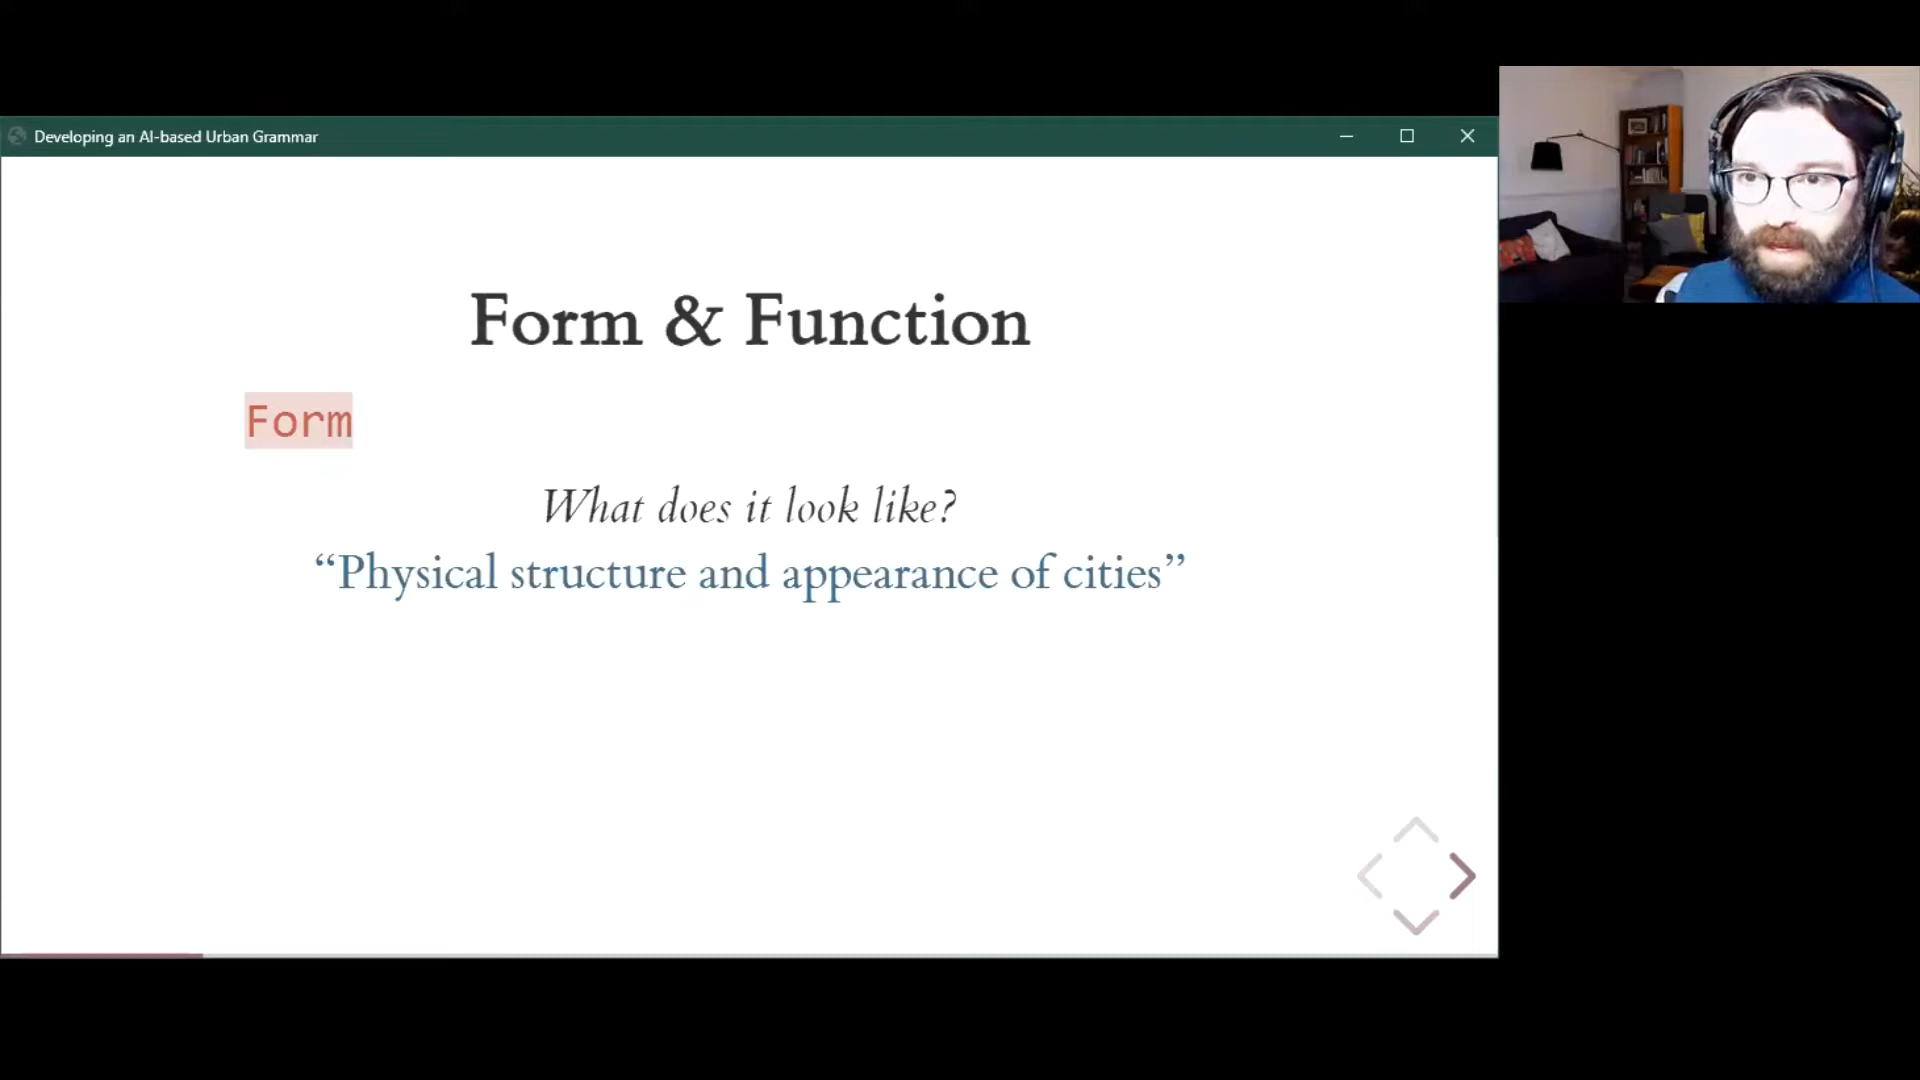 Developing an AI-based Urban Grammar
Form & Function
Form
What does it look like?
“Physical structure and appearance of cities”